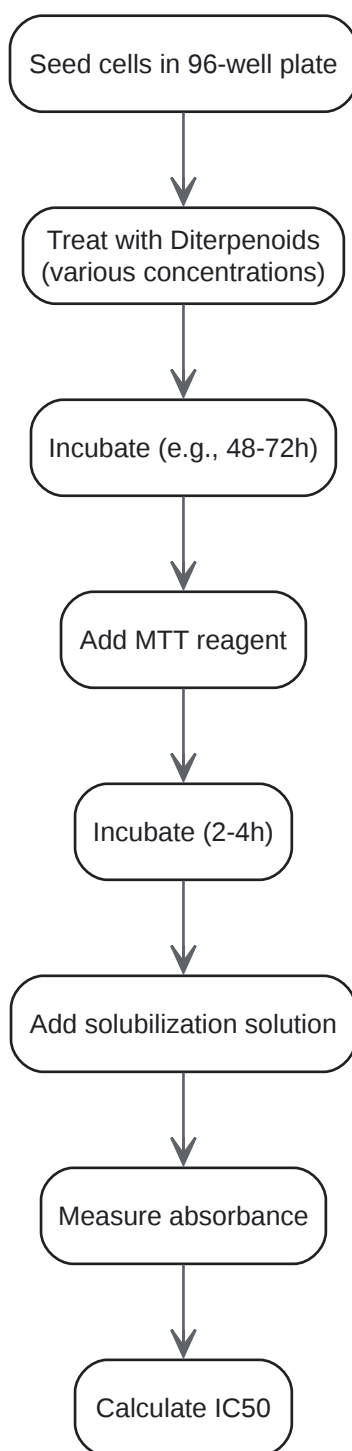 Seed cells in 96-well plate
Treat with Diterpenoids
(various concentrations)
Incubate (e.g., 48-72h)
Add MTT reagent
Incubate (2-4h)
Add solubilization solution
Measure absorbance
Calculate IC50